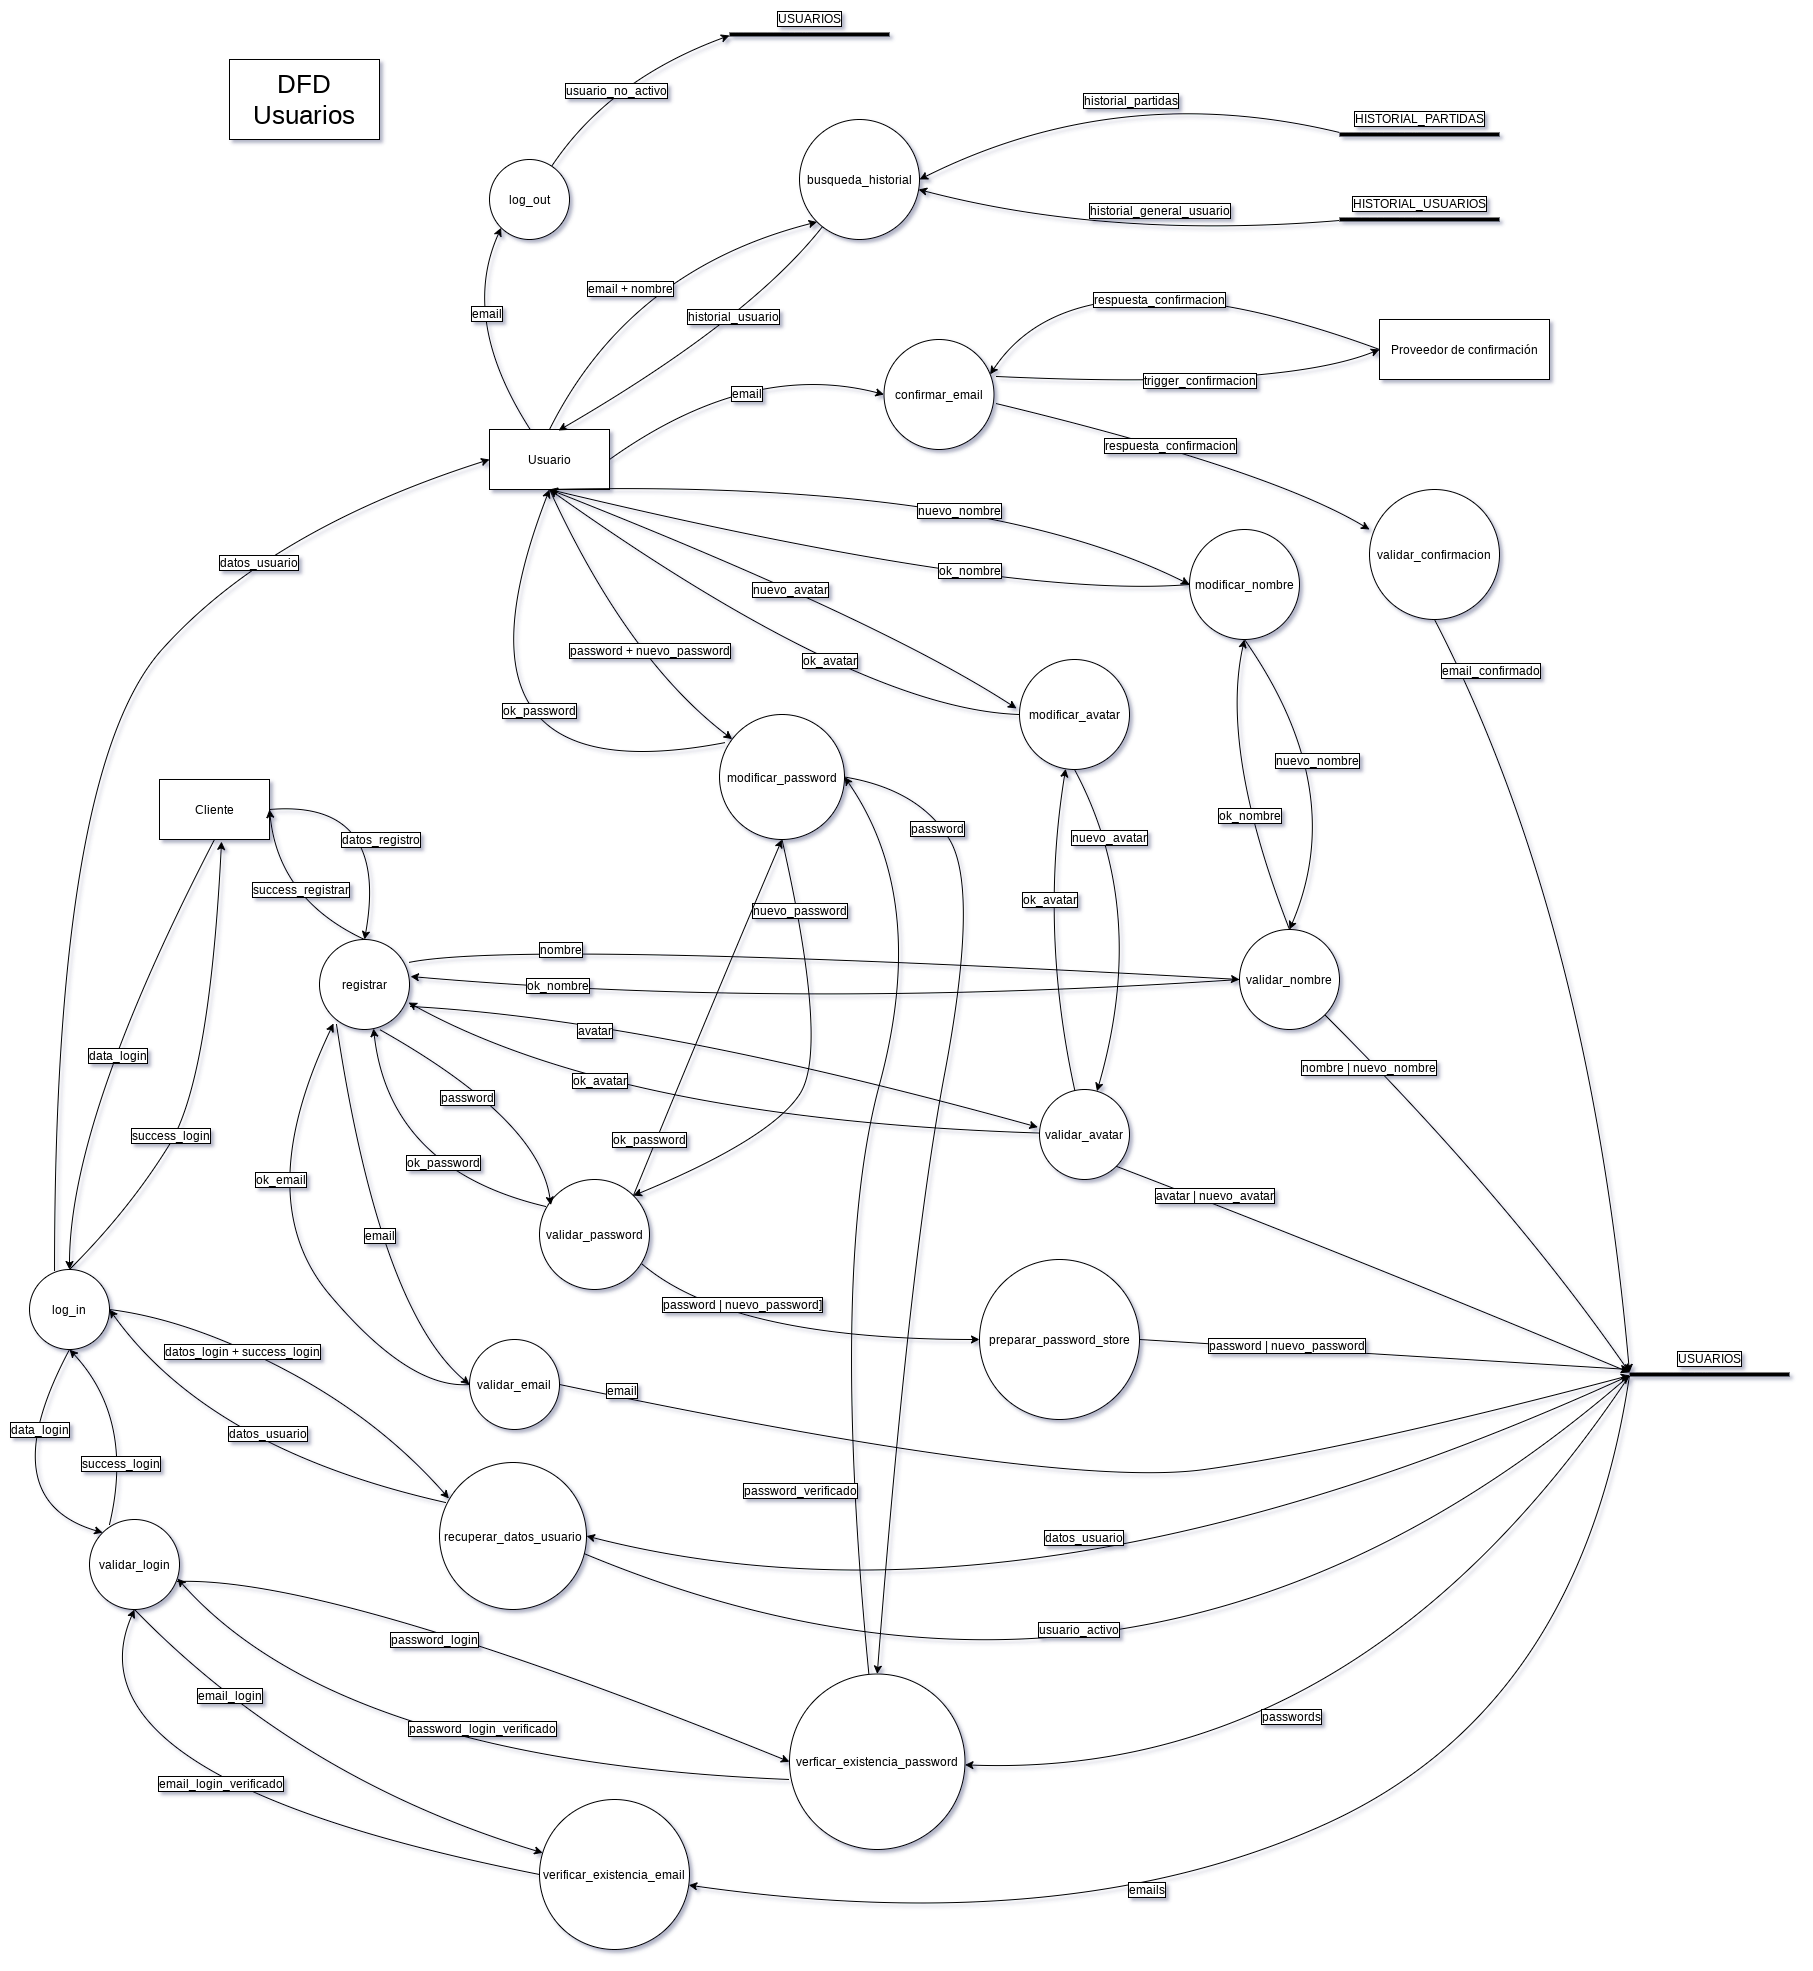 USUARIOS
DFD
Usuarios
usuario_no_activo
historial_partidas
HISTORIAL_PARTIDAS
busqueda_historial
log_out
historial_general_usuario
HISTORIAL_USUARIOS
email + nombre
respuesta_confirmacion
email
historial_usuario
Proveedor de confirmación
trigger_confirmacion
email
confirmar_email
respuesta_confirmacion
Usuario
nuevo_nombre
datos_usuario
validar_confirmacion
ok_nombre
modificar_nombre
nuevo_avatar
password + nuevo_password
ok_avatar
email_confirmado
ok_password
modificar_avatar
nuevo_nombre
modificar_password
Cliente
ok_nombre
password
nuevo_avatar
datos_registro
success_registrar
ok_avatar
nuevo_password
nombre
validar_nombre
registrar
ok_nombre
avatar
data_login
nombre | nuevo_nombre
ok_avatar
password
success_login
validar_avatar
ok_password
ok_password
ok_email
avatar | nuevo_avatar
email
validar_password
password | nuevo_password]
log_in
preparar_password_store
password | nuevo_password
datos_login + success_login
USUARIOS
validar_email
email
data_login
datos_usuario
success_login
password_verificado
recuperar_datos_usuario
datos_usuario
validar_login
usuario_activo
password_login
email_login
passwords
password_login_verificado
verficar_existencia_password
email_login_verificado
verificar_existencia_email
emails